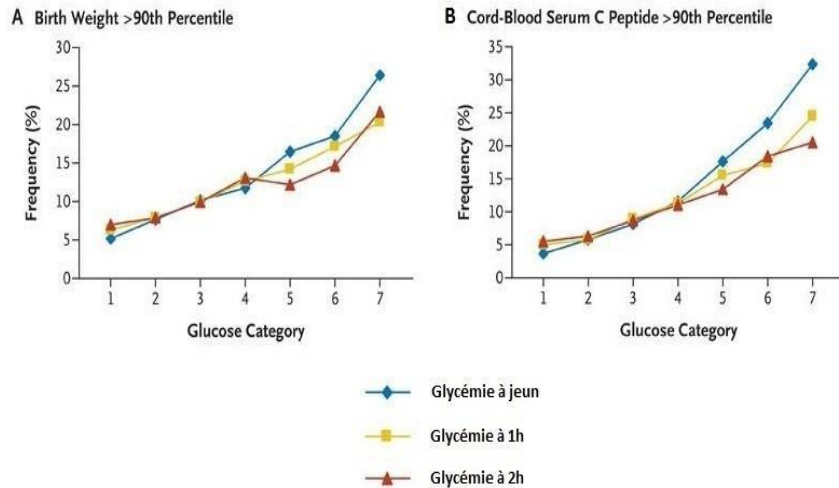 A Birth Weight >90th Percentile
30
25
20
15
10
5
0
Frequency (%)
1 2 3 4 5 6 7
Glucose Category
B Cord-Blood Serum C Peptide >90th Percentile
35
30
25
20
15
10
5
0
Frequency (%)
1 2 3 4 5 6 7
Glucose Category
Glycémie à jeun
Glycémie à 1h
Glycémie à 2h